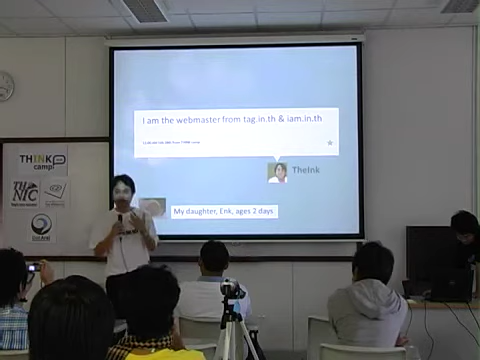 I am the webmaster from tag.in.th & iam.in.th
TheInk
My daughter, Enk, ages 2 days
THINK
camp